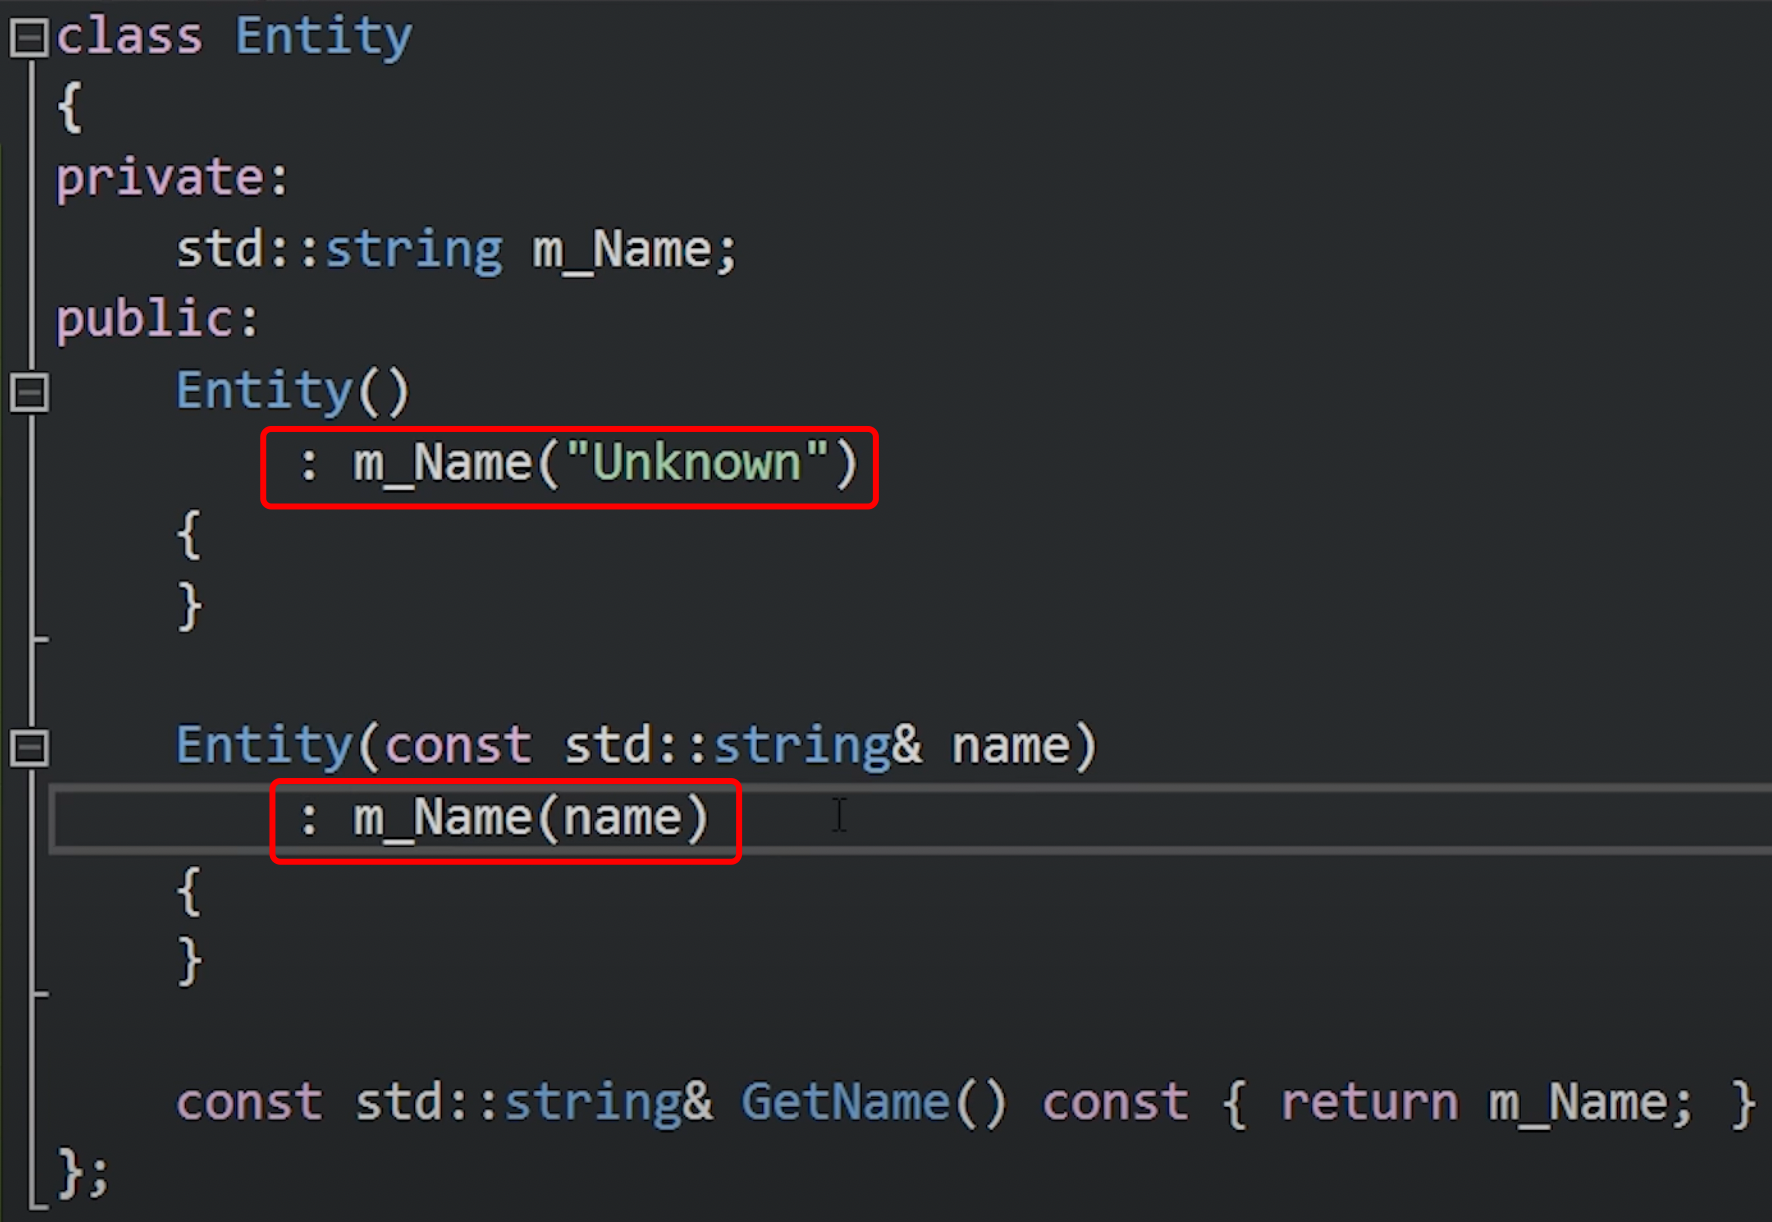 class Entity
{
private:
    std::string m_Name;
public:
    Entity()
        : m_Name("Unknown")
    {
    }
    Entity(const std::string& name)
        : m_Name(name)
    {
    }
    const std::string& GetName() const { return m_Name; }
};